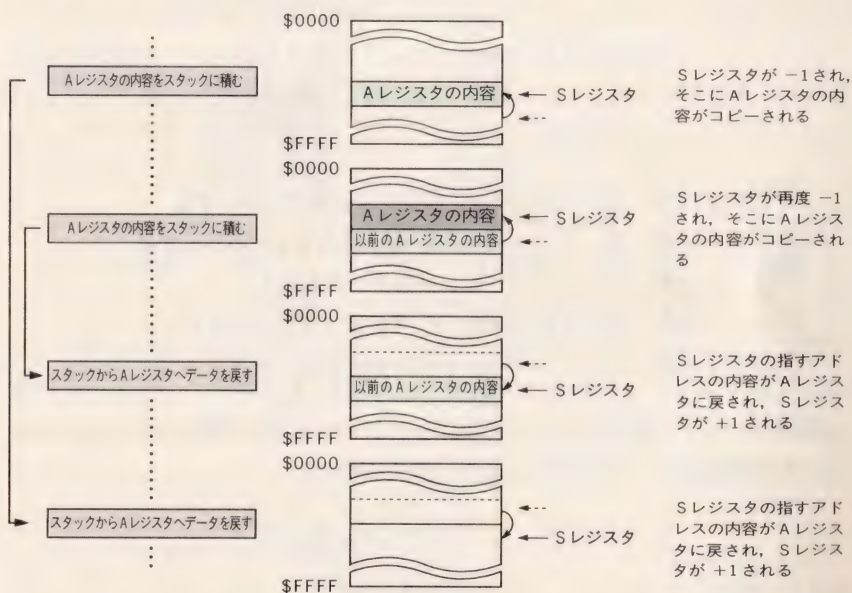 $0000
Aレジスタの内容をスタックに積む
Aレジスタの内容
Sレジスタ
Sレジスタが −1され,
そこにAレジスタの内
容がコピーされる
$FFFF
$0000
Aレジスタの内容をスタックに積む
Aレジスタの内容
以前のAレジスタの内容
Sレジスタ
Sレジスタが再度 −1
され, そこにAレジス
タの内容がコピーされ
る
$FFFF
$0000
スタックからAレジスタへデータを戻す
以前のAレジスタの内容
Sレジスタ
Sレジスタの指すアド
レスの内容がAレジス
タに戻され, Sレジス
タが +1される
$FFFF
$0000
スタックからAレジスタへデータを戻す
Sレジスタ
Sレジスタの指すアド
レスの内容がAレジス
タに戻され, Sレジス
タが +1される
$FFFF